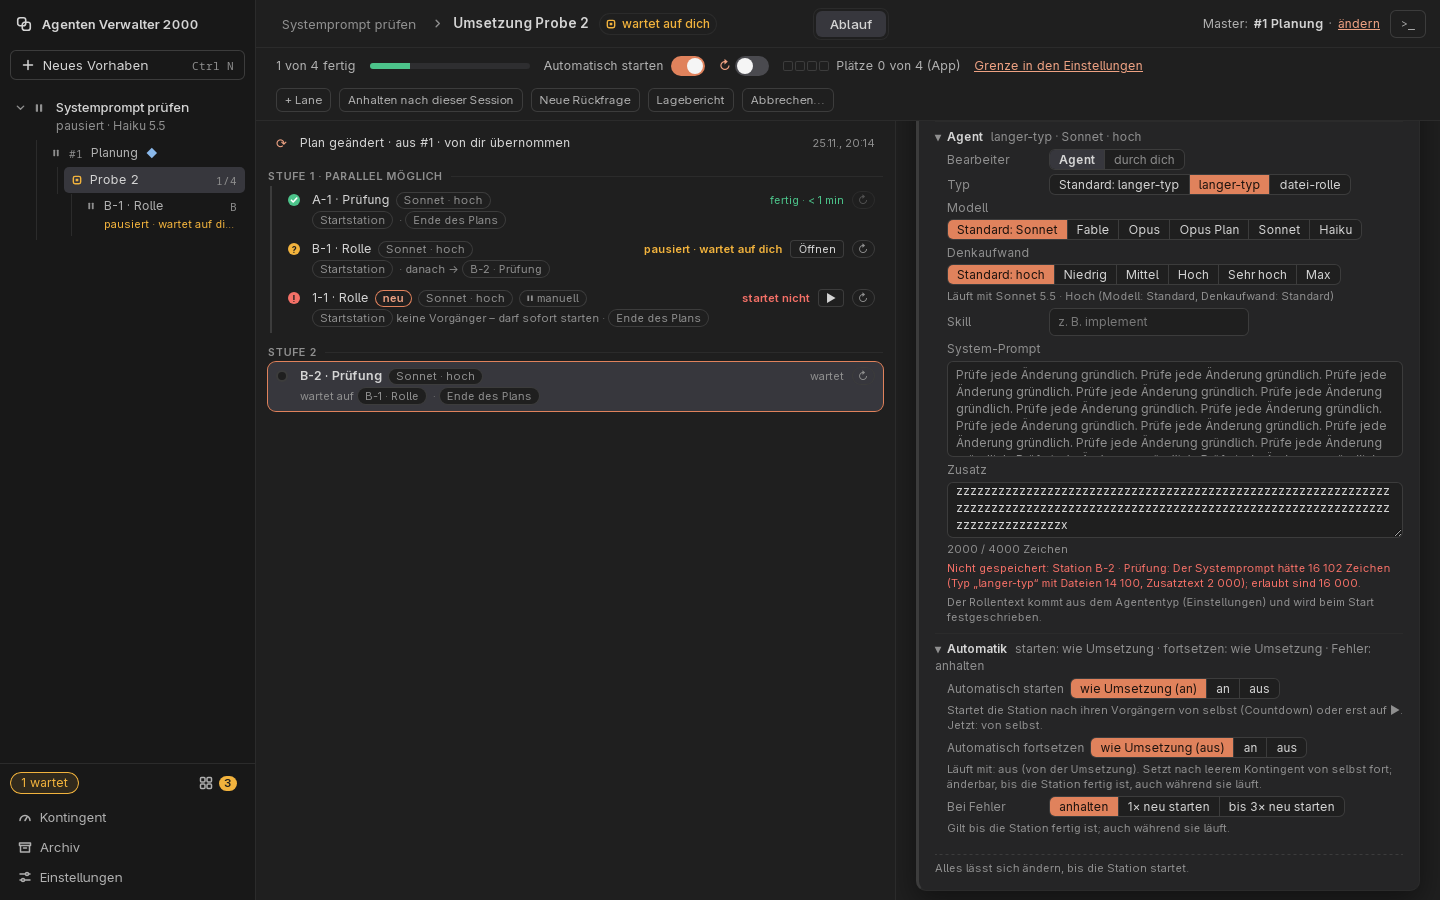 Agenten Verwalter 2000
Neues Vorhaben Ctrl N
Systemprompt prüfen
pausiert · Haiku 5.5
#1 Planung
Probe 2 1/4
B-1 · Rolle B
pausiert · wartet auf di…
1 wartet 3
Kontingent
Archiv
Einstellungen
Systemprompt prüfen > Umsetzung Probe 2 wartet auf dich
Ablauf
Master: #1 Planung · ändern >_
1 von 4 fertig Automatisch starten Plätze 0 von 4 (App) Grenze in den Einstellungen
+ Lane Anhalten nach dieser Session Neue Rückfrage Lagebericht Abbrechen…
Plan geändert · aus #1 · von dir übernommen 25.11., 20:14
STUFE 1 · PARALLEL MÖGLICH
A-1 · Prüfung Sonnet · hoch fertig · < 1 min
Startstation · Ende des Plans
B-1 · Rolle Sonnet · hoch pausiert · wartet auf dich Öffnen
Startstation · danach → B-2 · Prüfung
1-1 · Rolle neu Sonnet · hoch manuell startet nicht
Startstation keine Vorgänger – darf sofort starten · Ende des Plans
STUFE 2
B-2 · Prüfung Sonnet · hoch wartet
wartet auf B-1 · Rolle · Ende des Plans
Agent langer-typ · Sonnet · hoch
Bearbeiter Agent durch dich
Typ Standard: langer-typ langer-typ datei-rolle
Modell
Standard: Sonnet Fable Opus Opus Plan Sonnet Haiku
Denkaufwand
Standard: hoch Niedrig Mittel Hoch Sehr hoch Max
Läuft mit Sonnet 5.5 · Hoch (Modell: Standard, Denkaufwand: Standard)
Skill z. B. implement
System-Prompt
Prüfe jede Änderung gründlich. Prüfe jede Änderung gründlich. Prüfe jede
Änderung gründlich. Prüfe jede Änderung gründlich. Prüfe jede Änderung
gründlich. Prüfe jede Änderung gründlich. Prüfe jede Änderung gründlich.
Prüfe jede Änderung gründlich. Prüfe jede Änderung gründlich. Prüfe jede
Änderung gründlich. Prüfe jede Änderung gründlich. Prüfe jede Änderung
Zusatz
zzzzzzzzzzzzzzzzzzzzzzzzzzzzzzzzzzzzzzzzzzzzzzzzzzzzzzzzzzzzzz
zzzzzzzzzzzzzzzzzzzzzzzzzzzzzzzzzzzzzzzzzzzzzzzzzzzzzzzzzzzzzz
zzzzzzzzzzzzzzzx
2000 / 4000 Zeichen
Nicht gespeichert: Station B-2 · Prüfung: Der Systemprompt hätte 16 102 Zeichen
(Typ „langer-typ“ mit Dateien 14 100, Zusatztext 2 000); erlaubt sind 16 000.
Der Rollentext kommt aus dem Agententyp (Einstellungen) und wird beim Start
festgeschrieben.
Automatik starten: wie Umsetzung · fortsetzen: wie Umsetzung · Fehler:
anhalten
Automatisch starten wie Umsetzung (an) an aus
Startet die Station nach ihren Vorgängern von selbst (Countdown) oder erst auf ▶.
Jetzt: von selbst.
Automatisch fortsetzen wie Umsetzung (aus) an aus
Läuft mit: aus (von der Umsetzung). Setzt nach leerem Kontingent von selbst fort;
änderbar, bis die Station fertig ist, auch während sie läuft.
Bei Fehler anhalten 1× neu starten bis 3× neu starten
Gilt bis die Station fertig ist; auch während sie läuft.
Alles lässt sich ändern, bis die Station startet.